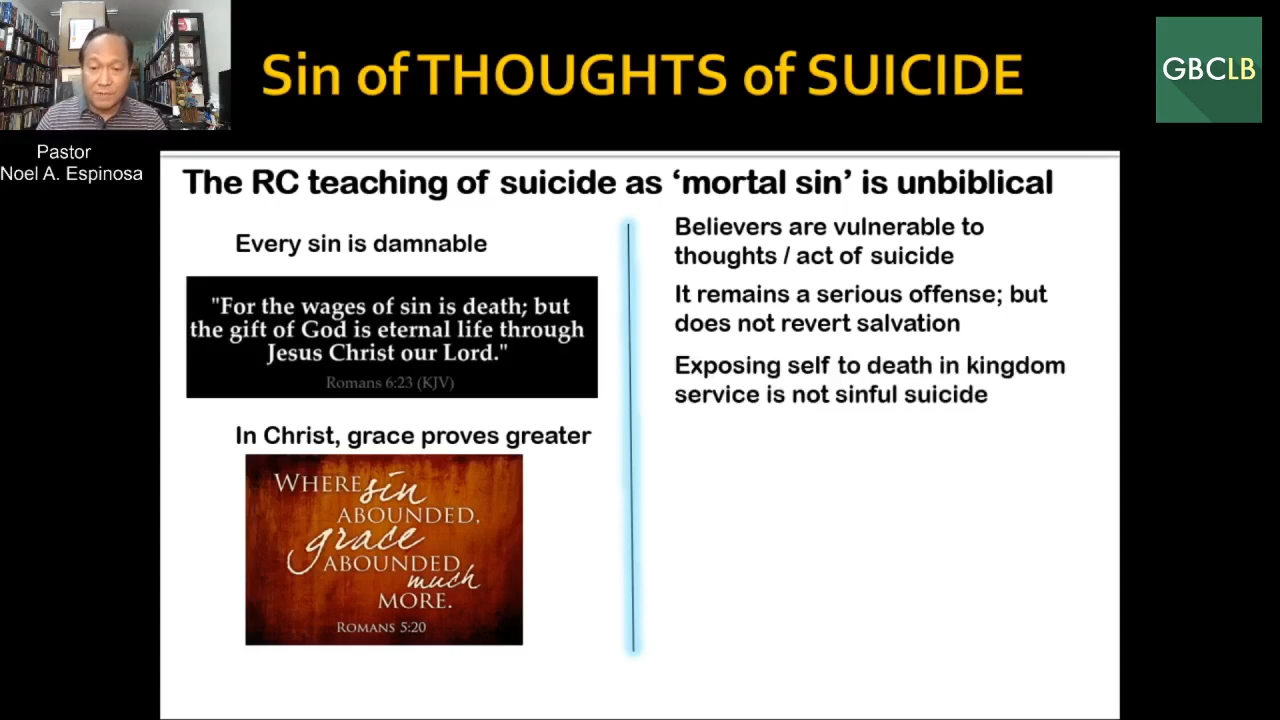 Sin of THOUGHTS of SUICIDE
GBCLB
Pastor
Noel A. Espinosa
The RC teaching of suicide as ‘mortal sin’ is unbiblical
Every sin is damnable
"For the wages of sin is death; but
the gift of God is eternal life through
Jesus Christ our Lord."
Romans 6:23 (KJV)
In Christ, grace proves greater
WHERE sin
ABOUNDED,
grace
ABOUNDED
much
MORE.
ROMANS 5:20
Believers are vulnerable to
thoughts / act of suicide
It remains a serious offense; but
does not revert salvation
Exposing self to death in kingdom
service is not sinful suicide